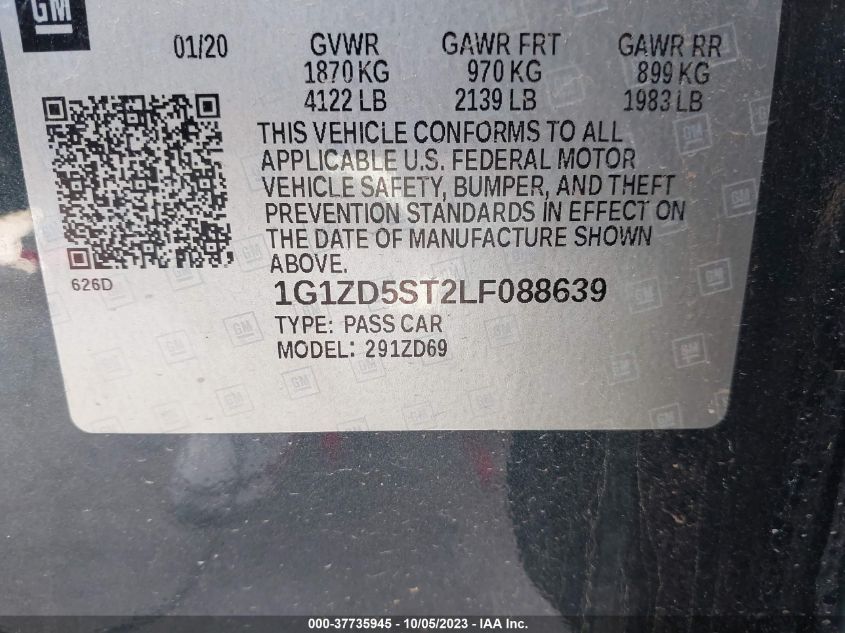 GM
01/20 GVWR GAWR FRT GAWR RR
1870 KG 970 KG 899 KG
4122 LB 2139 LB 1983 LB
THIS VEHICLE CONFORMS TO ALL
APPLICABLE U.S. FEDERAL MOTOR
VEHICLE SAFETY, BUMPER, AND THEFT
PREVENTION STANDARDS IN EFFECT ON
THE DATE OF MANUFACTURE SHOWN
ABOVE.
626D
1G1ZD5ST2LF088639
TYPE: PASS CAR
MODEL: 291ZD69
000-37735945 - 10/05/2023 - IAA Inc.